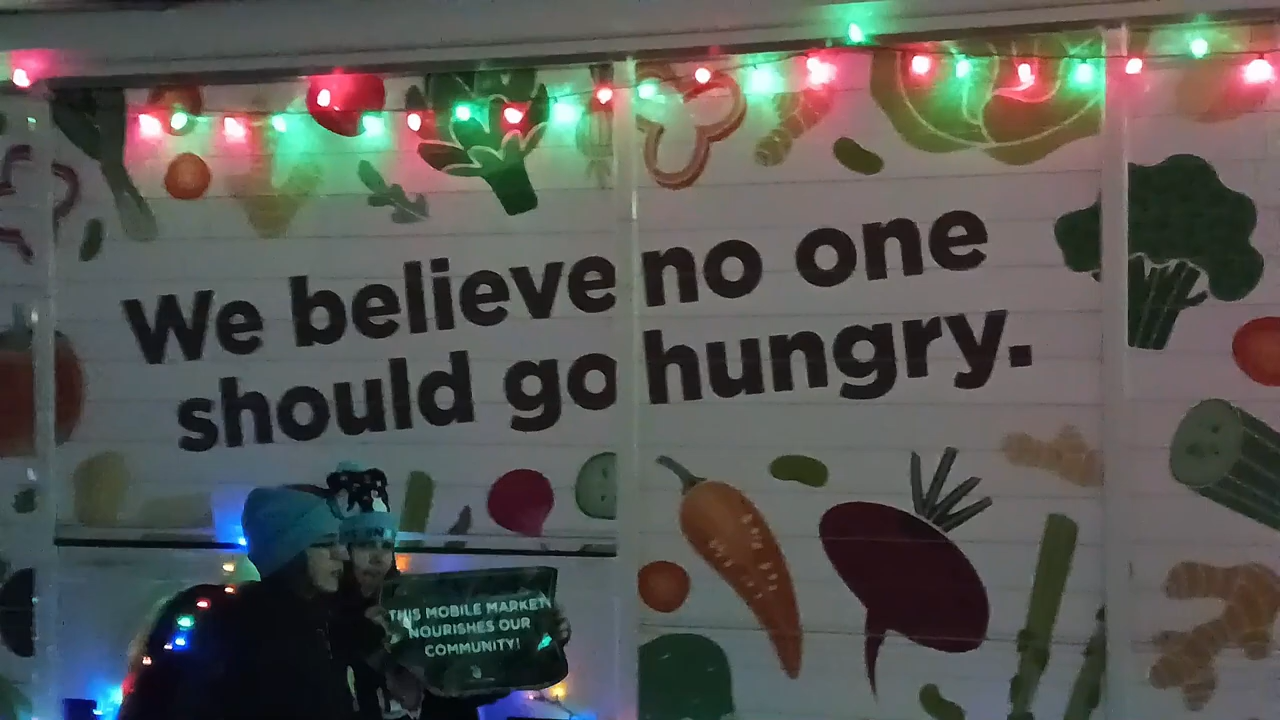 We believe no one
should go hungry.
THIS MOBILE MARKET
NOURISHES OUR
COMMUNITY!